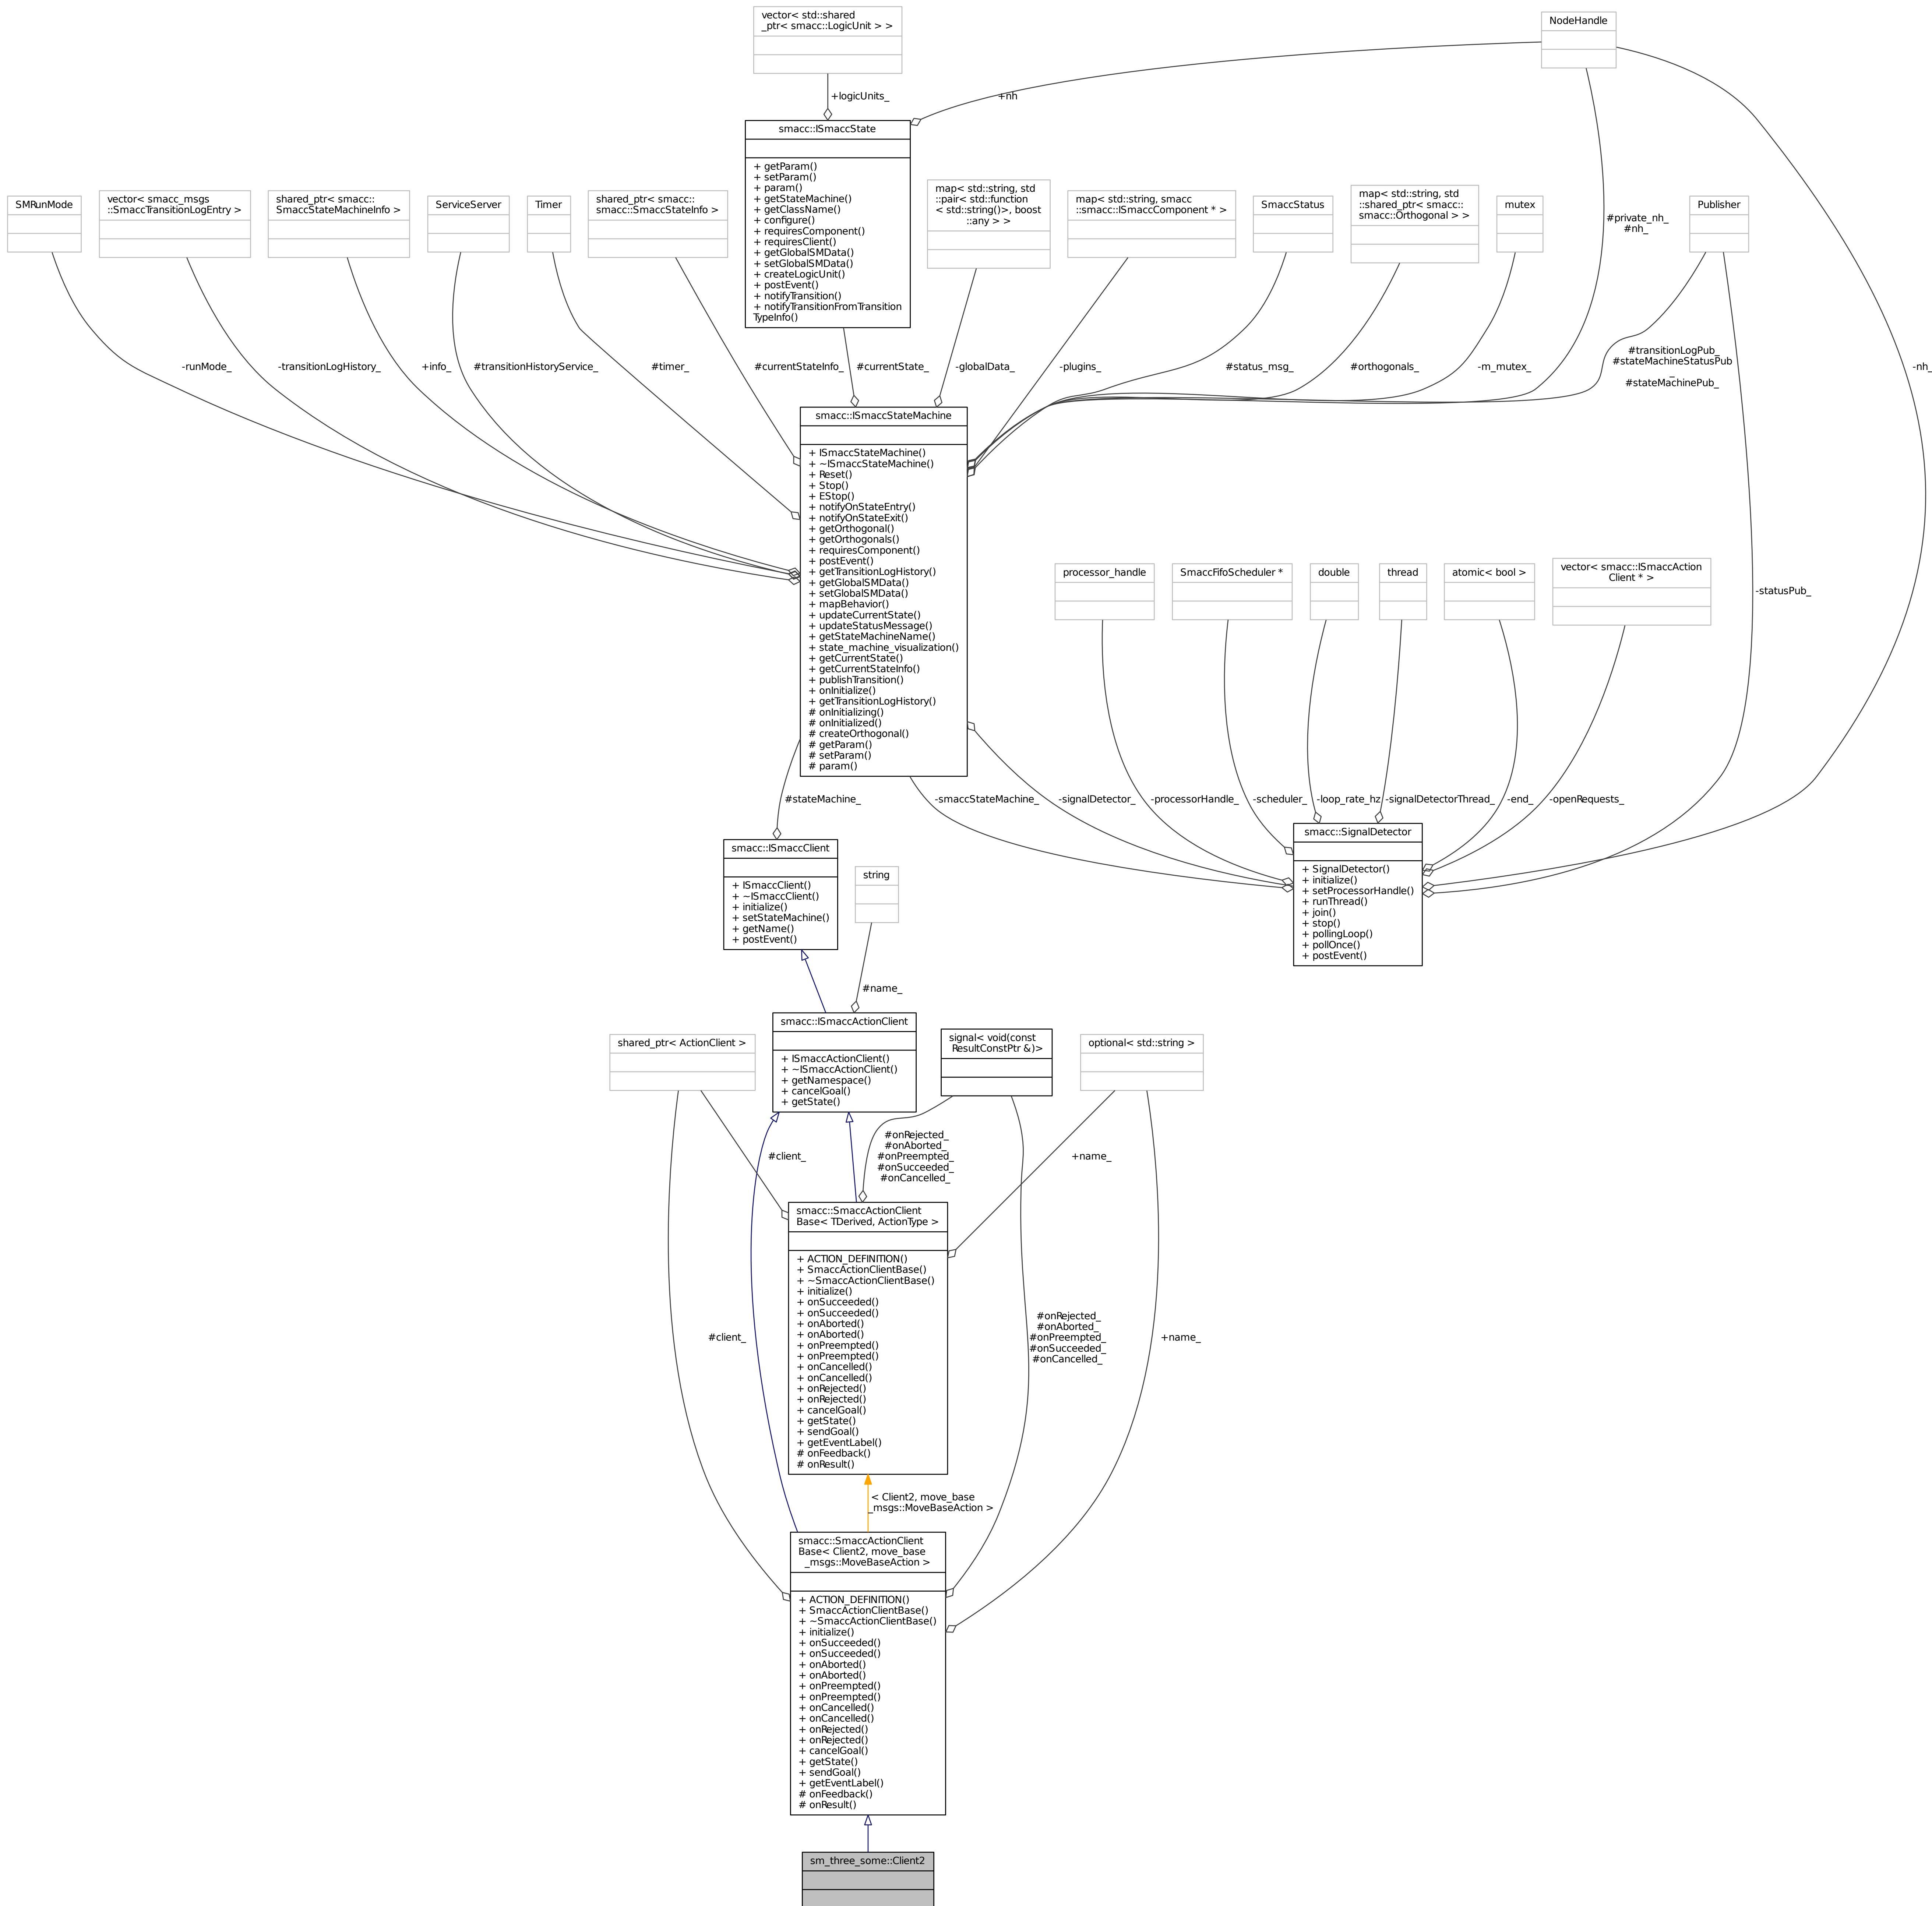 vector< std::shared
_ptr< smacc::LogicUnit > >
NodeHandle
+logicUnits_
+nh
smacc::ISmaccState
+ getParam()
+ setParam()
+ param()
+ getStateMachine()
+ getClassName()
+ configure()
+ requiresComponent()
+ requiresClient()
+ getGlobalSMData()
+ setGlobalSMData()
+ createLogicUnit()
+ postEvent()
+ notifyTransition()
+ notifyTransitionFromTransition
TypeInfo()
SMRunMode
vector< smacc_msgs
::SmaccTransitionLogEntry >
shared_ptr< smacc::
SmaccStateMachineInfo >
ServiceServer
Timer
shared_ptr< smacc::
smacc::SmaccStateInfo >
map< std::string, std
::pair< std::function
< std::string()>, boost
::any > >
map< std::string, smacc
::smacc::ISmaccComponent * >
SmaccStatus
map< std::string, std
::shared_ptr< smacc::
smacc::Orthogonal > >
mutex
#private_nh_
#nh_
Publisher
-runMode_
-transitionLogHistory_
+info_
#transitionHistoryService_
#timer_
#currentStateInfo_
#currentState_
-globalData_
-plugins_
#status_msg_
#orthogonals_
-m_mutex_
#transitionLogPub_
#stateMachineStatusPub
_
#stateMachinePub_
-nh_
smacc::ISmaccStateMachine
+ ISmaccStateMachine()
+ ~ISmaccStateMachine()
+ Reset()
+ Stop()
+ EStop()
+ notifyOnStateEntry()
+ notifyOnStateExit()
+ getOrthogonal()
+ getOrthogonals()
+ requiresComponent()
+ postEvent()
+ getTransitionLogHistory()
+ getGlobalSMData()
+ setGlobalSMData()
+ mapBehavior()
+ updateCurrentState()
+ updateStatusMessage()
+ getStateMachineName()
+ state_machine_visualization()
+ getCurrentState()
+ getCurrentStateInfo()
+ publishTransition()
+ onInitialize()
+ getTransitionLogHistory()
# onInitializing()
# onInitialized()
# createOrthogonal()
# getParam()
# setParam()
# param()
processor_handle
SmaccFifoScheduler *
double
thread
atomic< bool >
vector< smacc::ISmaccAction
Client * >
-statusPub_
#stateMachine_
-smaccStateMachine_
-signalDetector_
-processorHandle_
-scheduler_
-loop_rate_hz
-signalDetectorThread_
-end_
-openRequests_
smacc::SignalDetector
+ SignalDetector()
+ initialize()
+ setProcessorHandle()
+ runThread()
+ join()
+ stop()
+ pollingLoop()
+ pollOnce()
+ postEvent()
smacc::ISmaccClient
+ ISmaccClient()
+ ~ISmaccClient()
+ initialize()
+ setStateMachine()
+ getName()
+ postEvent()
string
#name_
shared_ptr< ActionClient >
smacc::ISmaccActionClient
+ ISmaccActionClient()
+ ~ISmaccActionClient()
+ getNamespace()
+ cancelGoal()
+ getState()
signal< void(const
ResultConstPtr &)>
optional< std::string >
#client_
#onRejected_
#onAborted_
#onPreempted_
#onSucceeded_
#onCancelled_
+name_
smacc::SmaccActionClient
Base< TDerived, ActionType >
+ ACTION_DEFINITION()
+ SmaccActionClientBase()
+ ~SmaccActionClientBase()
+ initialize()
+ onSucceeded()
+ onSucceeded()
+ onAborted()
+ onAborted()
+ onPreempted()
+ onPreempted()
+ onCancelled()
+ onCancelled()
+ onRejected()
+ onRejected()
+ cancelGoal()
+ getState()
+ sendGoal()
+ getEventLabel()
# onFeedback()
# onResult()
#client_
#onRejected_
#onAborted_
#onPreempted_
#onSucceeded_
#onCancelled_
+name_
< Client2, move_base
_msgs::MoveBaseAction >
smacc::SmaccActionClient
Base< Client2, move_base
_msgs::MoveBaseAction >
+ ACTION_DEFINITION()
+ SmaccActionClientBase()
+ ~SmaccActionClientBase()
+ initialize()
+ onSucceeded()
+ onSucceeded()
+ onAborted()
+ onAborted()
+ onPreempted()
+ onPreempted()
+ onCancelled()
+ onCancelled()
+ onRejected()
+ onRejected()
+ cancelGoal()
+ getState()
+ sendGoal()
+ getEventLabel()
# onFeedback()
# onResult()
sm_three_some::Client2